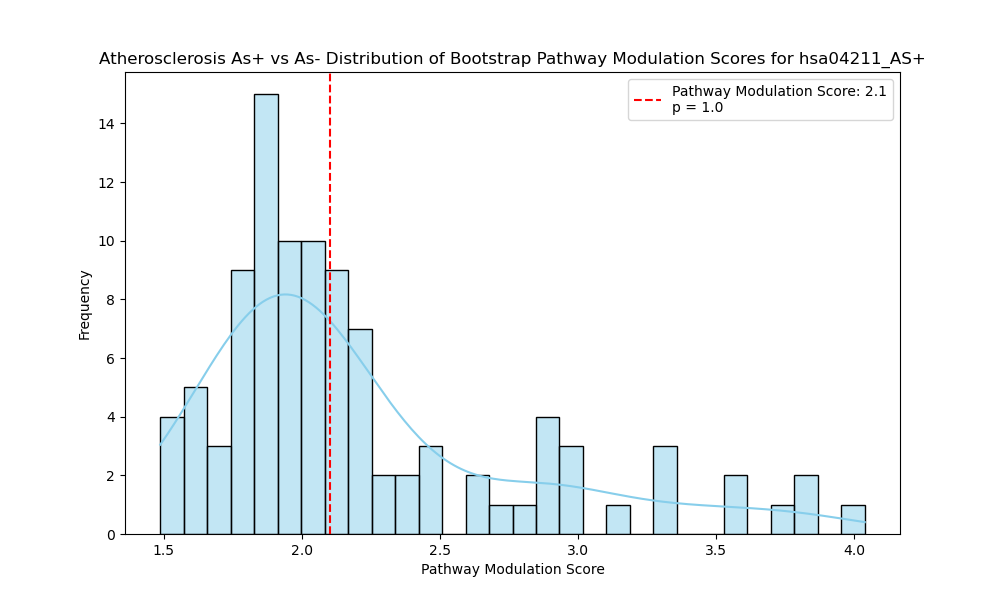 Atherosclerosis As+ vs As- Distribution of Bootstrap Pathway Modulation Scores for hsa04211_AS+
Pathway Modulation Score: 2.1
p = 1.0
Frequency
14
12
10
8
6
4
2
0
1.5 2.0 2.5 3.0 3.5 4.0
Pathway Modulation Score